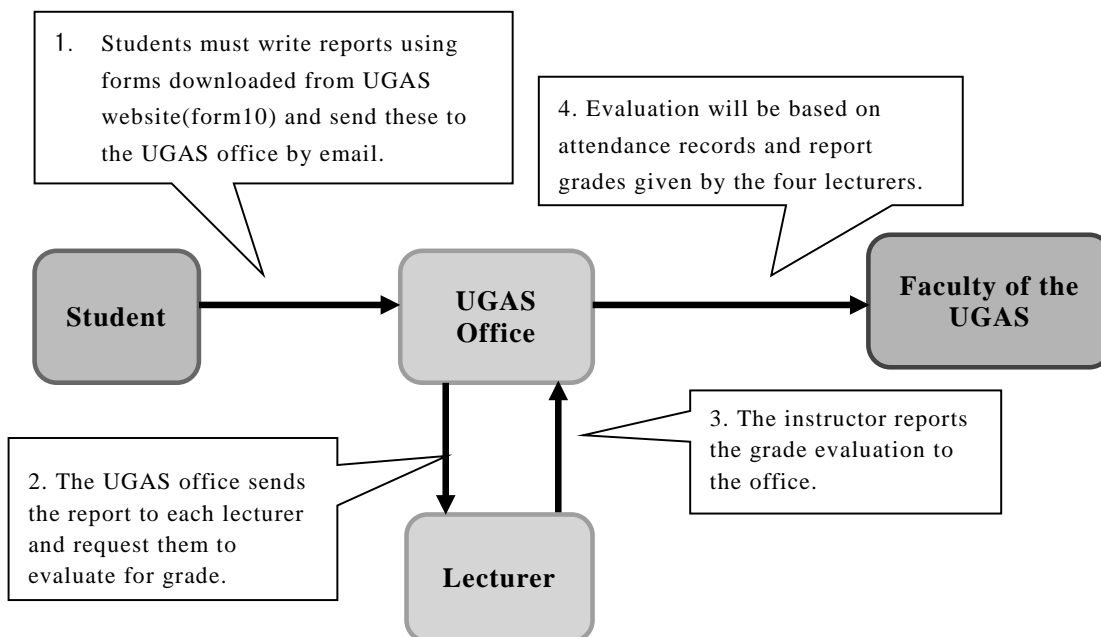 1. Students must write reports using
forms downloaded from UGAS
website(form10) and send these to
the UGAS office by email.
4. Evaluation will be based on
attendance records and report
grades given by the four lecturers.
Student
UGAS
Office
Faculty of the
UGAS
2. The UGAS office sends
the report to each lecturer
and request them to
evaluate for grade.
3. The instructor reports
the grade evaluation to
the office.
Lecturer